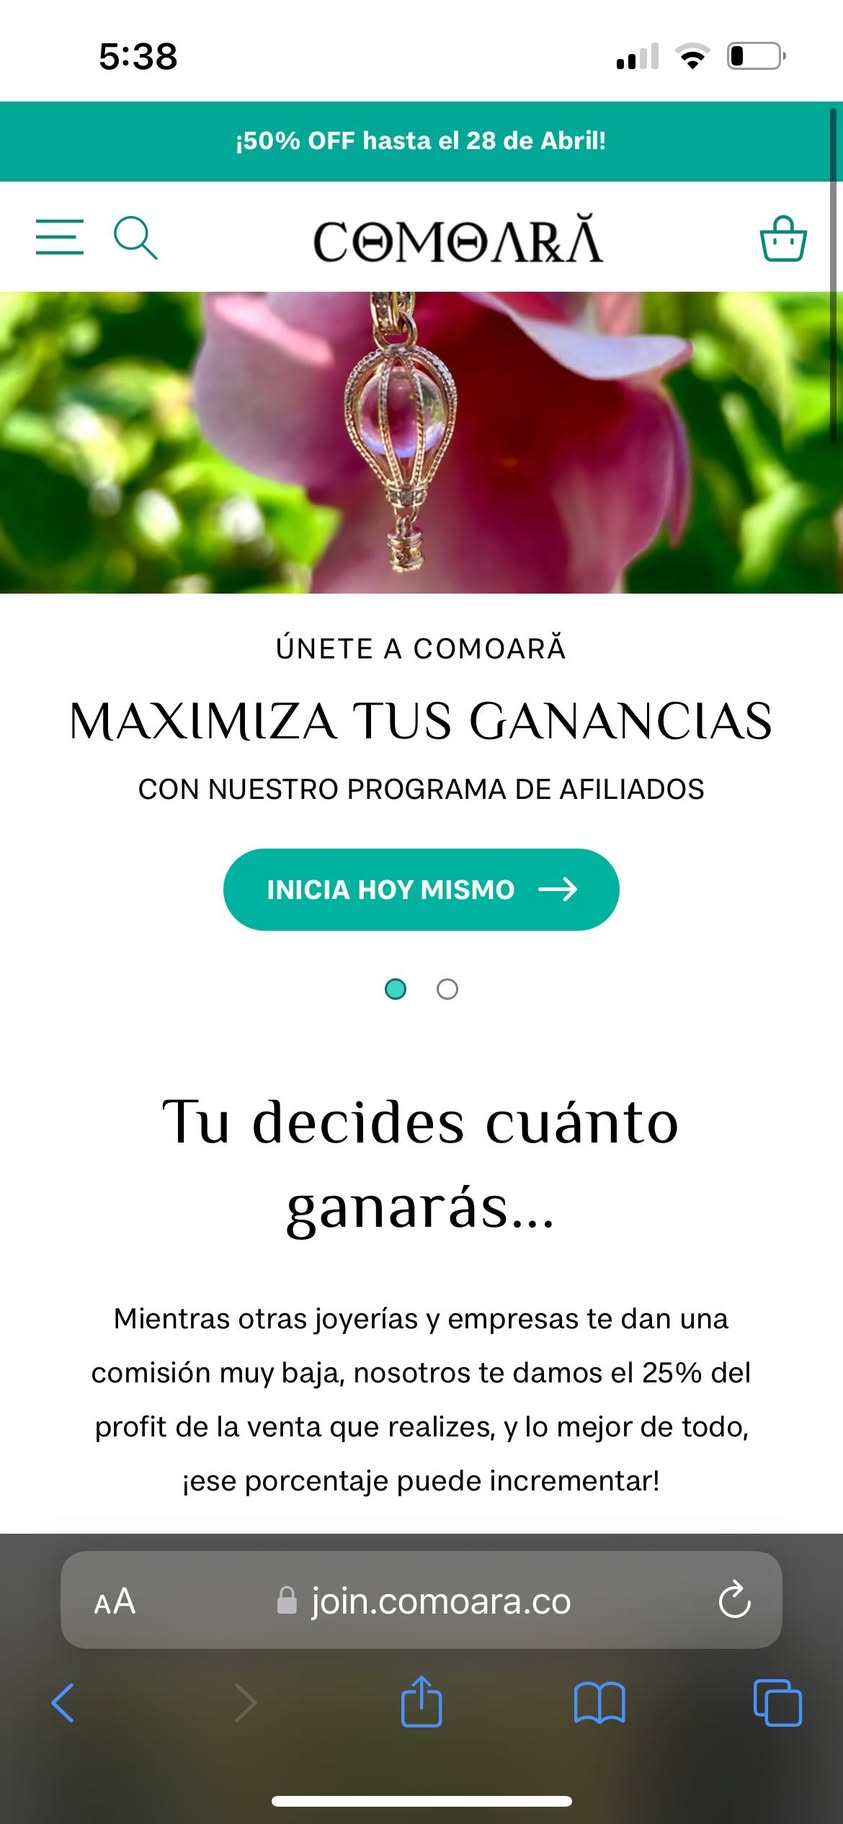 5:38
¡50% OFF hasta el 28 de Abril!
COMOARĂ
ÚNETE A COMOARĂ
MAXIMIZA TUS GANANCIAS
CON NUESTRO PROGRAMA DE AFILIADOS
INICIA HOY MISMO →
Tu decides cuánto
ganarás...
Mientras otras joyerías y empresas te dan una
comisión muy baja, nosotros te damos el 25% del
profit de la venta que realizes, y lo mejor de todo,
¡ese porcentaje puede incrementar!
AA join.comoara.co